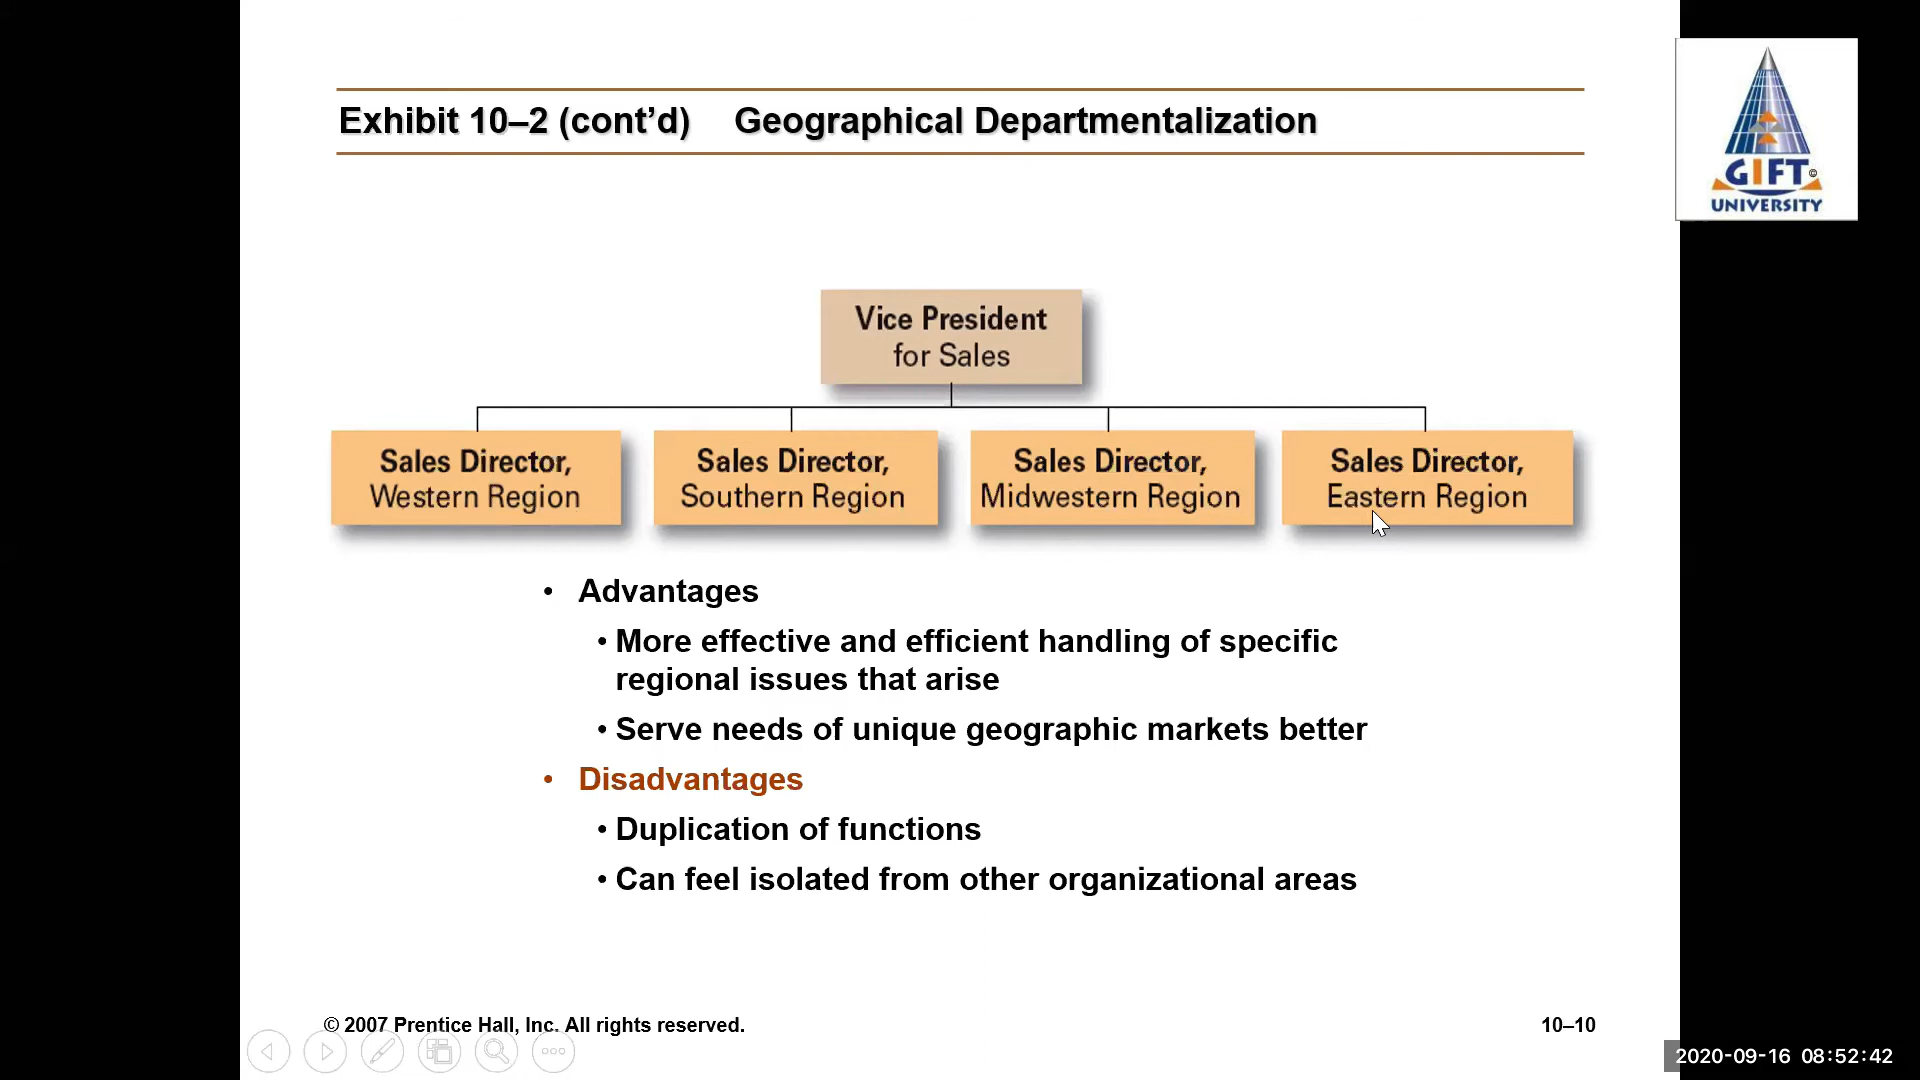 Exhibit 10–2 (cont’d) Geographical Departmentalization
GIFT©
UNIVERSITY
Vice President
for Sales
Sales Director,
Western Region
Sales Director,
Southern Region
Sales Director,
Midwestern Region
Sales Director,
Eastern Region
• Advantages
• More effective and efficient handling of specific
regional issues that arise
• Serve needs of unique geographic markets better
• Disadvantages
• Duplication of functions
• Can feel isolated from other organizational areas
© 2007 Prentice Hall, Inc. All rights reserved.
10–10
2020-09-16 08:52:42